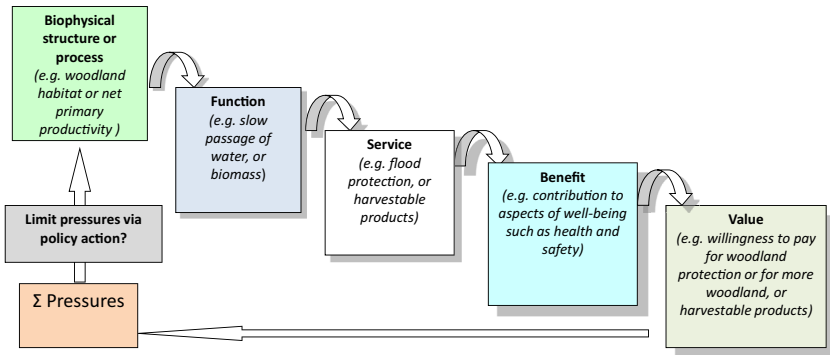 Biophysical
structure or
process
(e.g. woodland
habitat or net
primary
productivity )
Function
(e.g. slow
passage of
water, or
biomass)
Service
(e.g. flood
protection, or
harvestable
products)
Benefit
(e.g. contribution to
aspects of well-being
such as health and
safety)
Value
(e.g. willingness to pay
for woodland
protection or for more
woodland, or
harvestable products)
Limit pressures via
policy action?
Σ Pressures